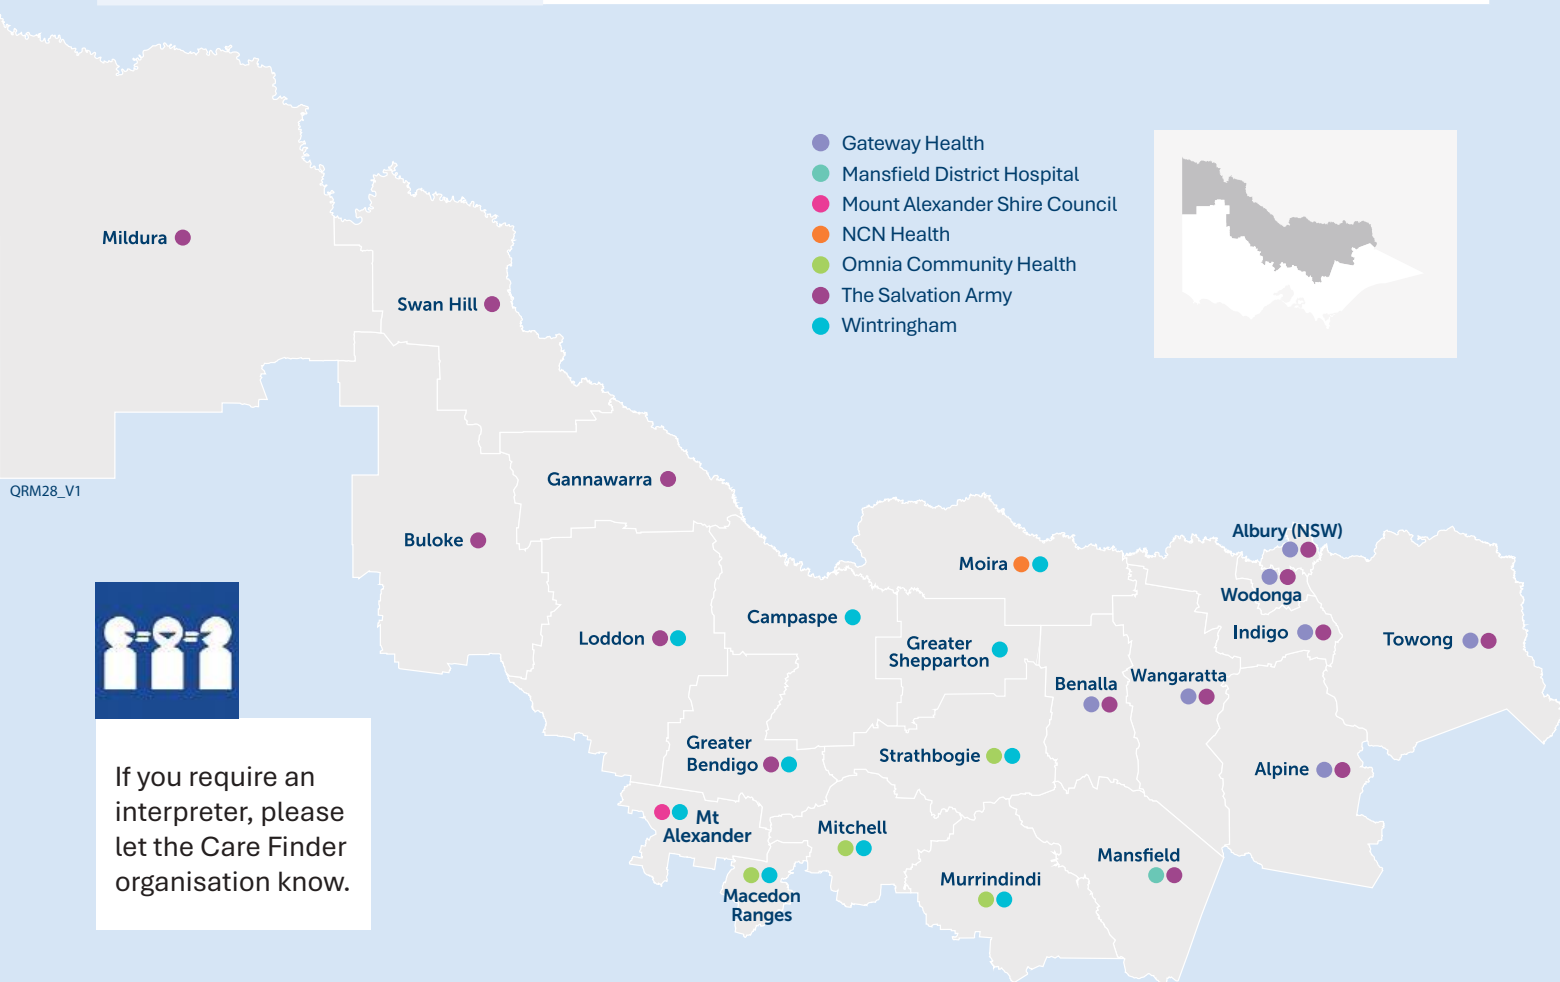 Gateway Health
Mansfield District Hospital
Mount Alexander Shire Council
NCN Health
Omnia Community Health
The Salvation Army
Wintringham
Mildura
Swan Hill
Gannawarra
QRM28_V1
Buloke
Albury (NSW)
Moira
Wodonga
Campaspe
Loddon
Indigo
Towong
Greater
Shepparton
Wangaratta
Benalla
Greater
Bendigo
Strathbogie
Alpine
Mt
Alexander
Mitchell
Mansfield
Murrindindi
Macedon
Ranges
If you require an
interpreter, please
let the Care Finder
organisation know.